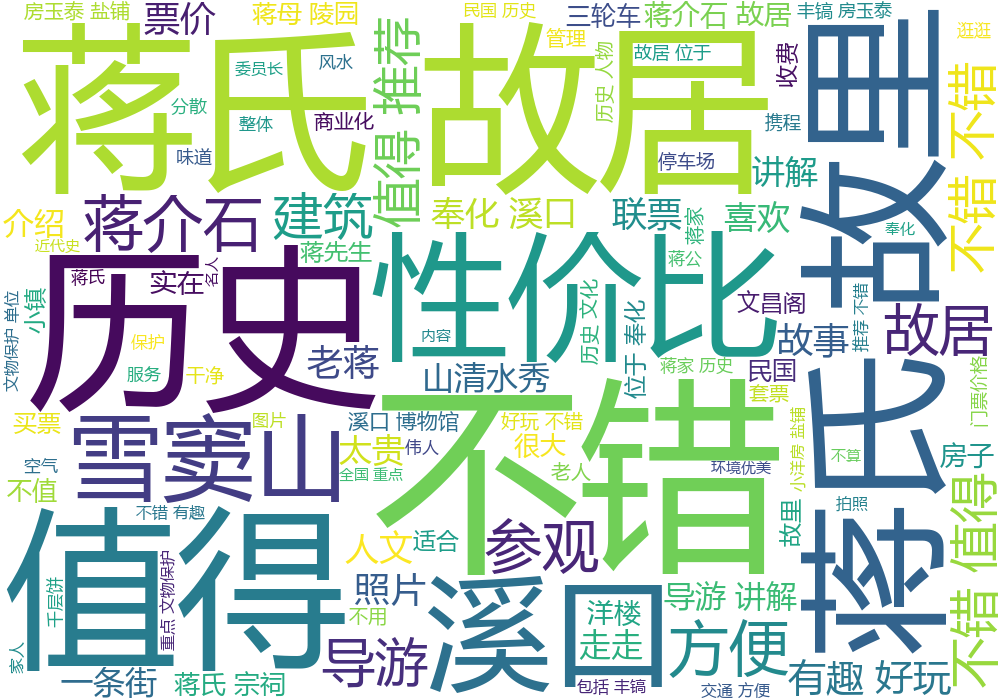 房玉泰 盐铺
票价
蒋母 陵园
民国 历史
三轮车
蒋介石 故居
丰镐 房玉泰
逛逛
管理
蒋氏 故居
值得 推荐
历史 人物
故居 位于
收费
蒋氏 故里
不错 不错
委员长
风水
分散
整体
商业化
携程
味道
停车场
讲解
介绍
蒋介石
建筑
奉化 溪口
联票
蒋家
喜欢
奉化
近代史
蒋氏
实在
名人
蒋先生
性价比
蒋公
历史
小镇
文物保护 单位
保护
内容
历史 文化
位于 奉化
文昌阁
故事
推荐 不错
故居
服务
干净
老蒋
山清水秀
不错
蒋家 历史
民国
套票
门票价格
买票
雪窦山
图片
溪口 博物馆
好玩 不错
很大
太贵
伟人
小洋房 盐铺
空气
不值
全国 重点
老人
环境优美
不算
房子
不错 有趣
值得
拍照
故里
不错 值得
人文
适合
参观
重点 文物保护
千层饼
照片
不用
溪口
洋楼
走走
导游 讲解
家人
导游
方便
一条街
蒋氏 宗祠
包括 丰镐
交通 方便
有趣 好玩